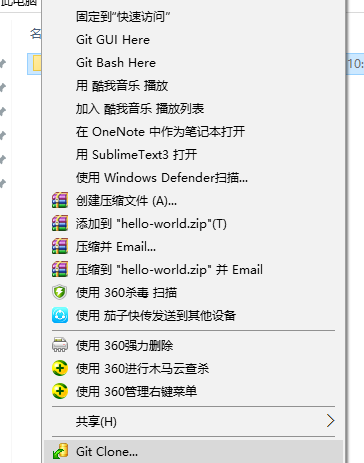 此电脑
名
固定到“快速访问”
Git GUI Here
Git Bash Here
用 酷我音乐 播放
10:
加入 酷我音乐 播放列表
在 OneNote 中作为笔记本打开
用 SublimeText3 打开
使用 Windows Defender扫描...
创建压缩文件 (A)...
添加到 "hello-world.zip"(T)
压缩并 Email...
压缩到 "hello-world.zip" 并 Email
使用 360杀毒 扫描
使用 茄子快传发送到其他设备
使用 360强力删除
使用 360进行木马云查杀
使用 360管理右键菜单
共享(H)
Git Clone...